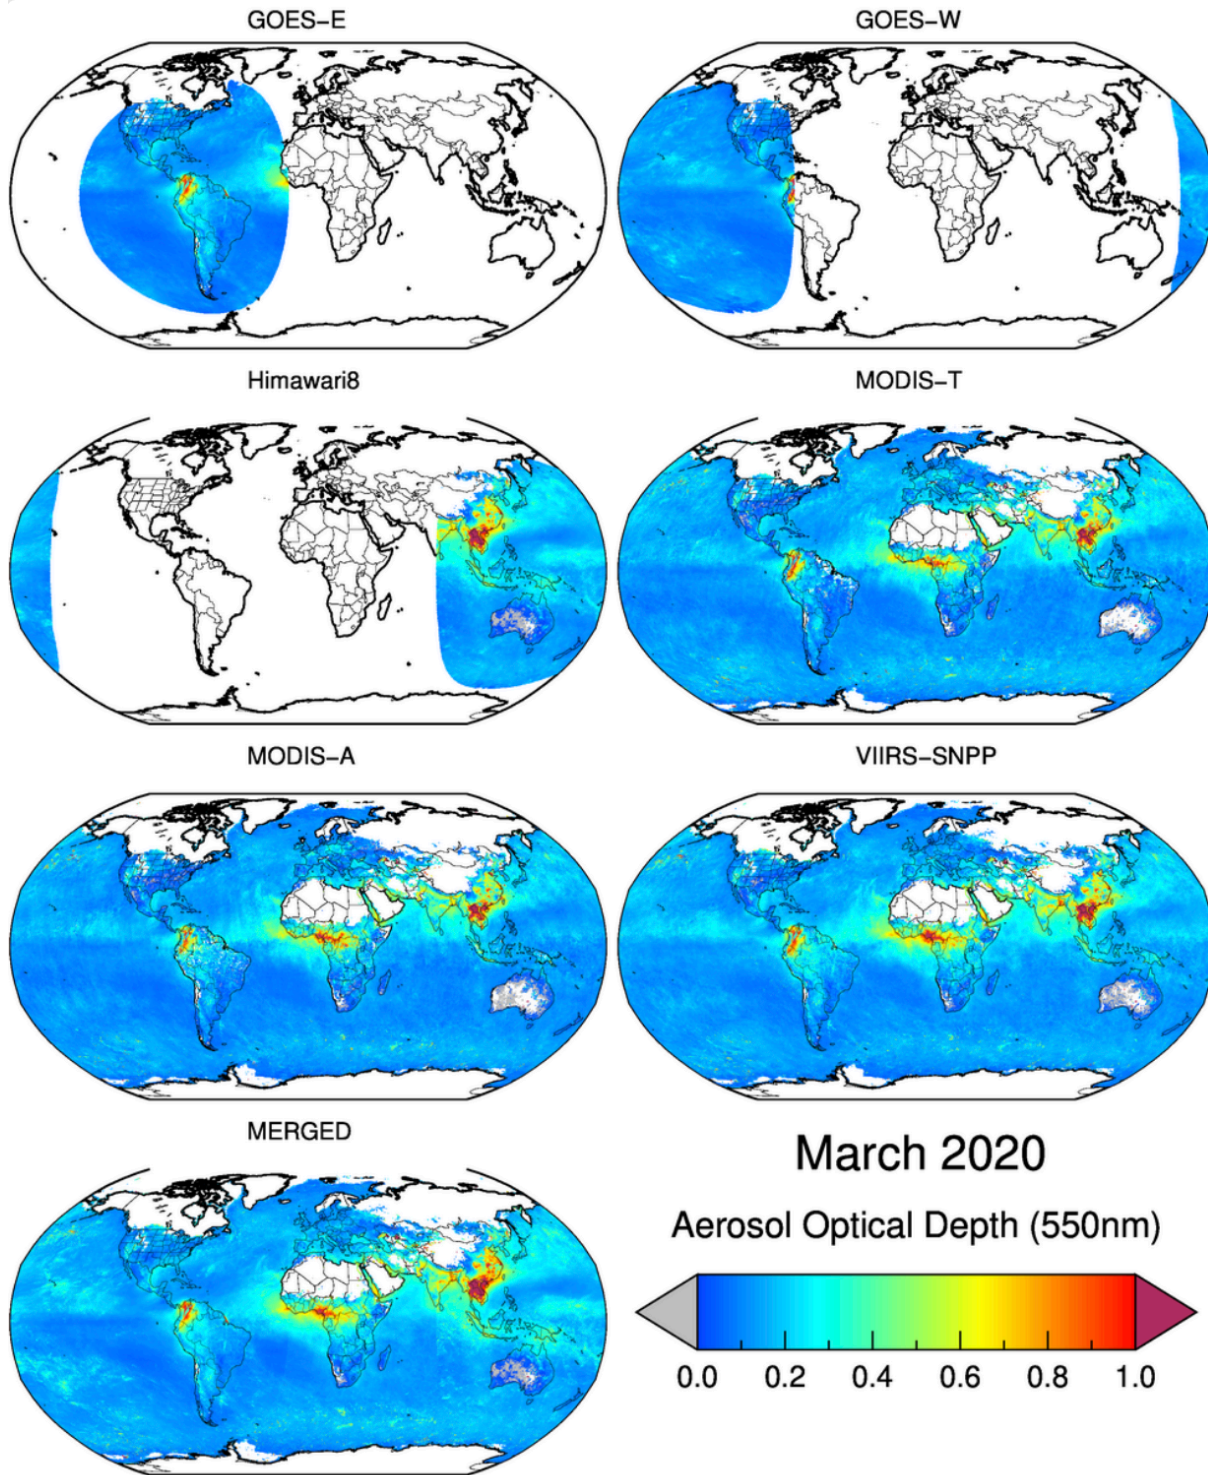 GOES−E
GOES−W
Himawari8
MODIS−T
MODIS−A
VIIRS−SNPP
MERGED
March 2020
Aerosol Optical Depth (550nm)
0.0 0.2 0.4 0.6 0.8 1.0